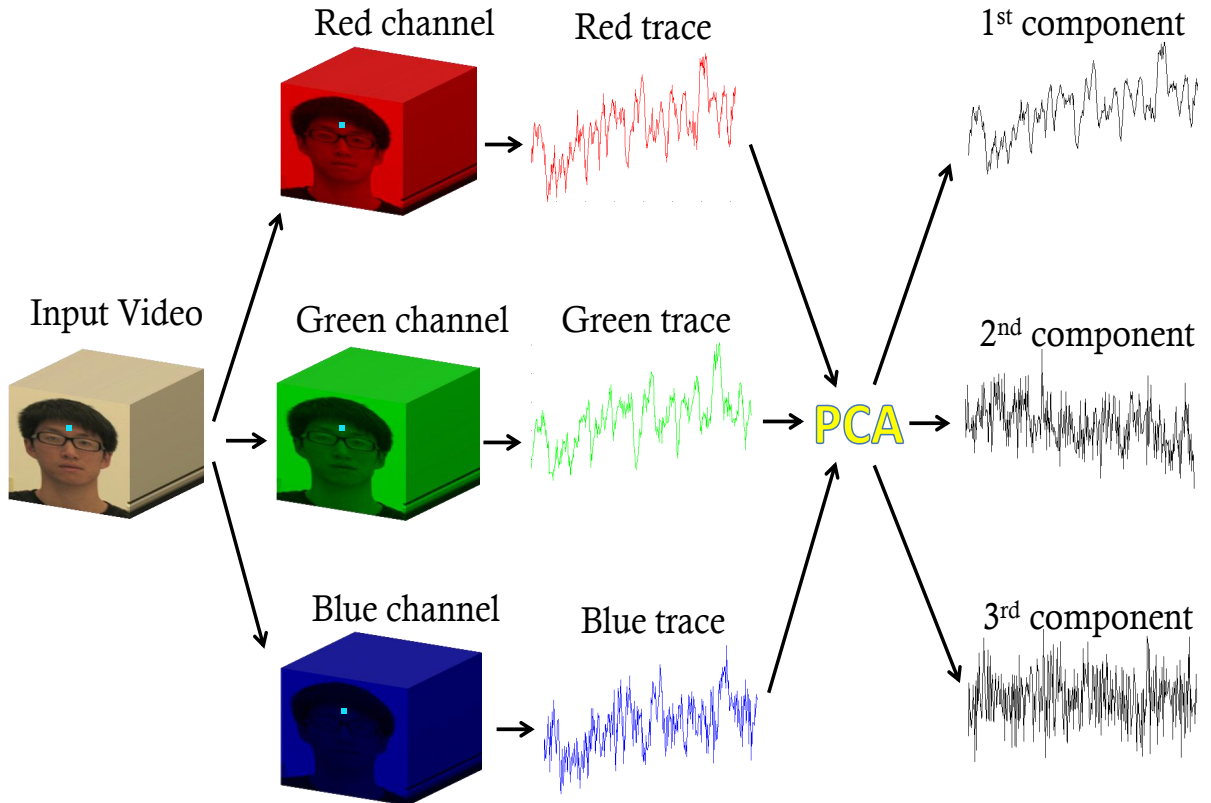 Red channel
Red trace
1st component
Input Video
Green channel
Green trace
PCA
2nd component
Blue channel
Blue trace
3rd component